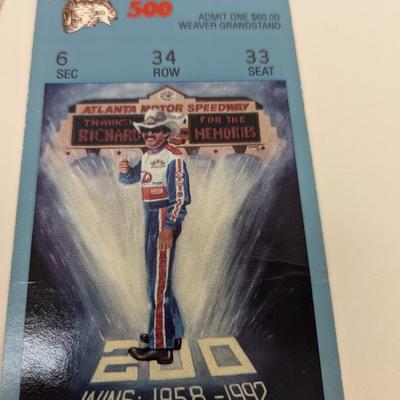 500
ADMIT ONE $60.00
WEAVER GRANDSTAND
6 34 33
SEC ROW SEAT
ATLANTA MOTOR SPEEDWAY
THANKS FOR THE
RICHARD MEMORIES
200
WINS: 1958-1992